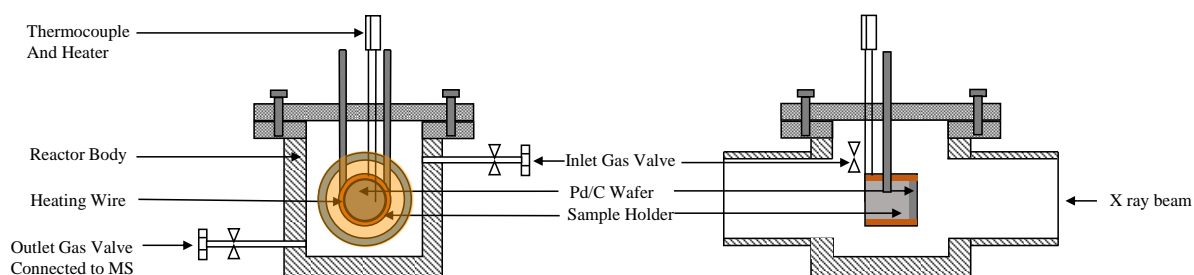 Thermocouple
And Heater
Reactor Body
Inlet Gas Valve
Heating Wire
Pd/C Wafer
Sample Holder
X ray beam
Outlet Gas Valve
Connected to MS